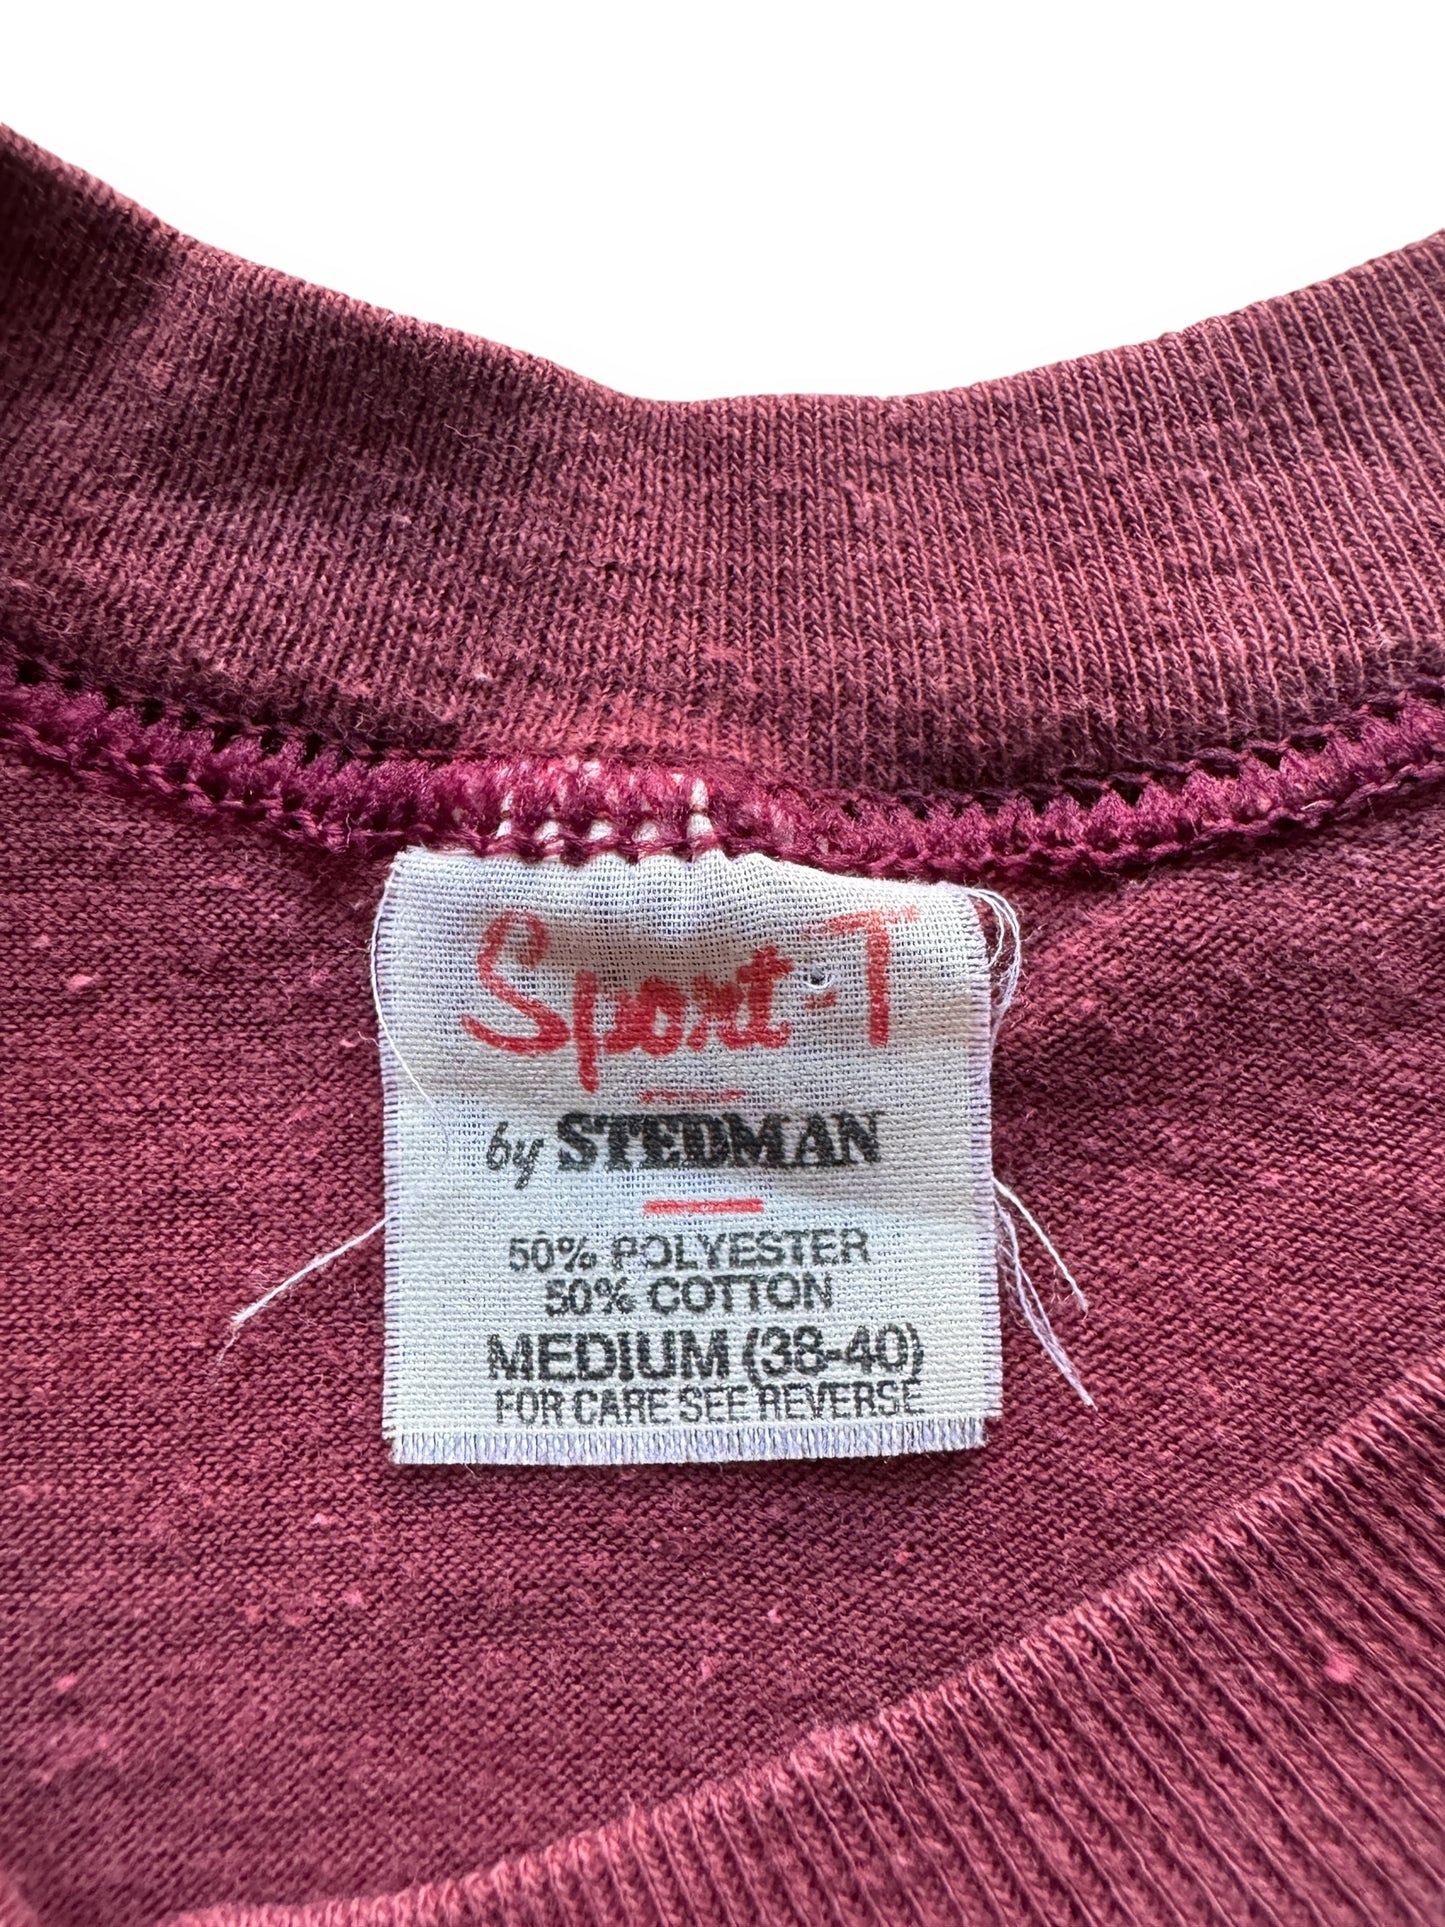 Sport-T
by STEDMAN
50% POLYESTER
50% COTTON
MEDIUM (38-40)
FOR CARE SEE REVERSE